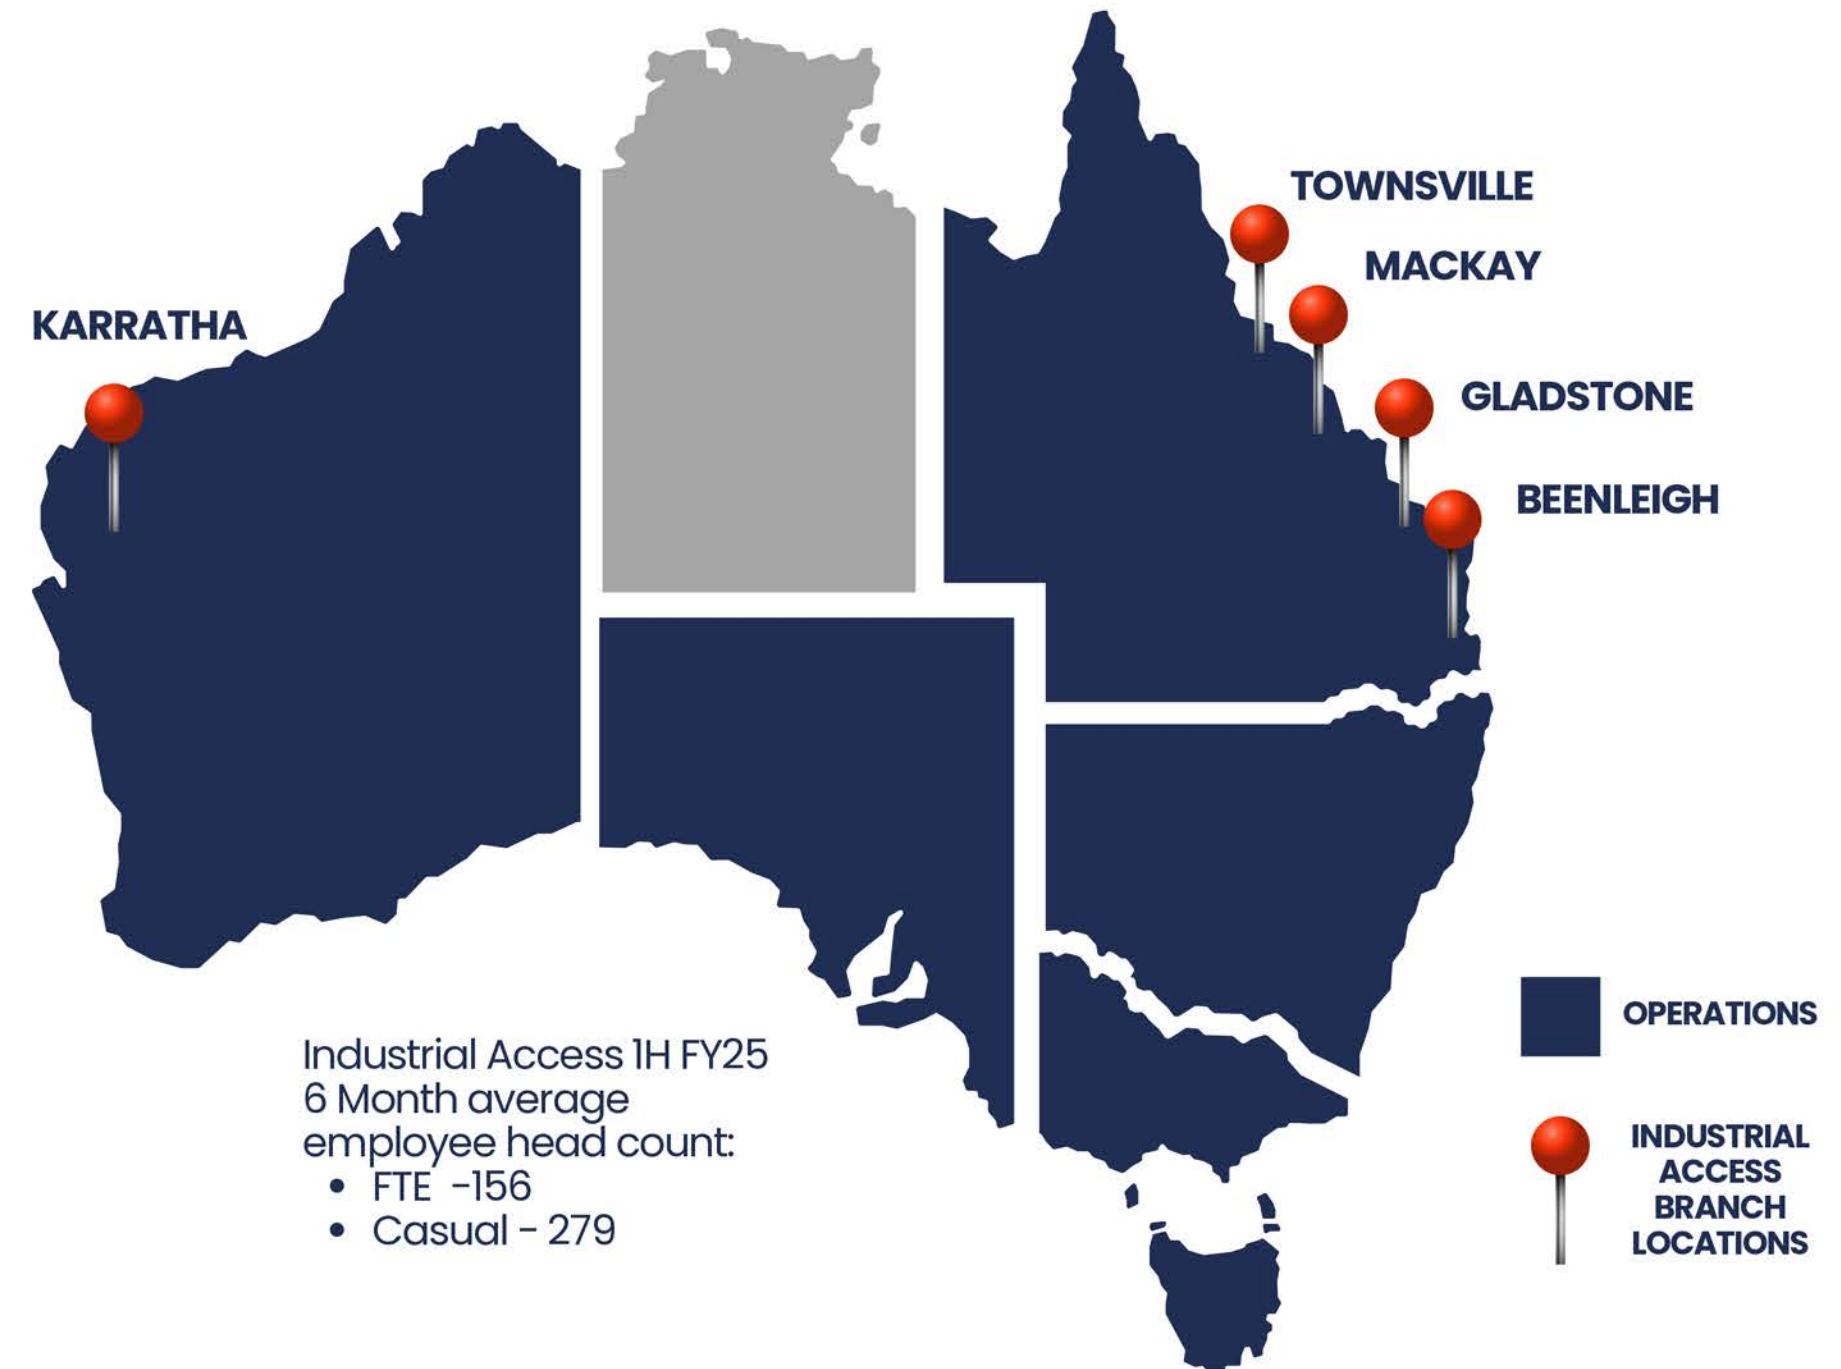 TOWNSVILLE
MACKAY
KARRATHA
GLADSTONE
BEENLEIGH
OPERATIONS
Industrial Access 1H FY25
6 Month average
employee head count:
• FTE -156
• Casual - 279
INDUSTRIAL
ACCESS
BRANCH
LOCATIONS